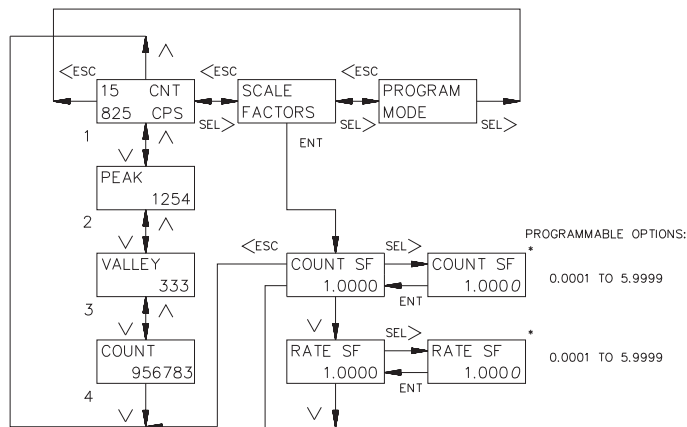 ∧
<ESC
<ESC
<ESC
15 CNT
825 CPS
SCALE
FACTORS
PROGRAM
MODE
SEL>
SEL>
SEL>
1
∨
∧
ENT
PEAK
1254
2
∨
∧
VALLEY
333
3
∨
∧
COUNT
956783
4
∨
<ESC
SEL>
PROGRAMMABLE OPTIONS:
COUNT SF
1.0000
COUNT SF
1.0000
*
0.0001 TO 5.9999
ENT
∨
SEL>
RATE SF
1.0000
RATE SF
1.0000
*
0.0001 TO 5.9999
ENT
∨